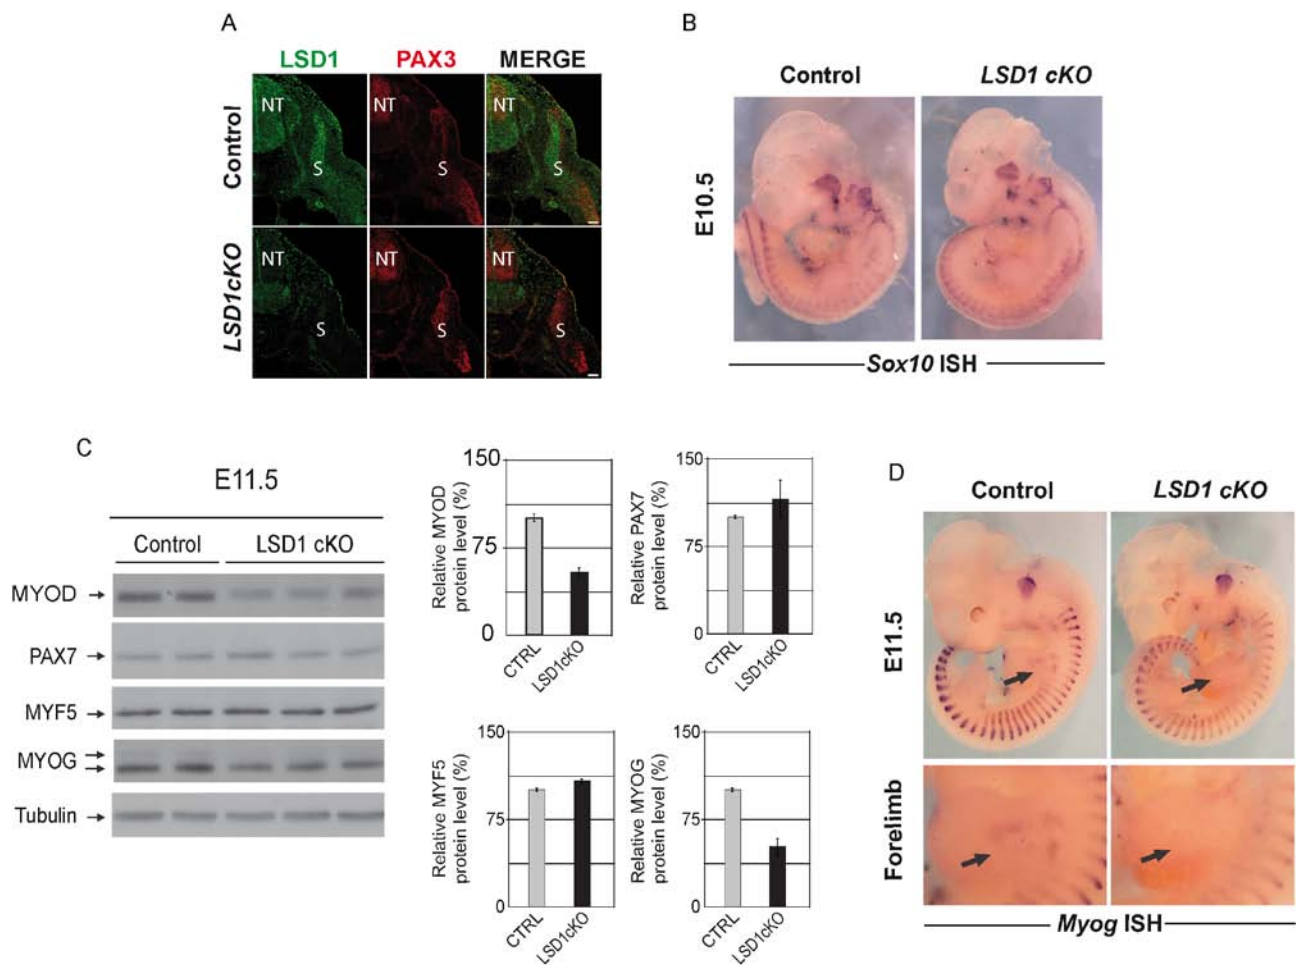 A
LSD1 PAX3 MERGE
Control
NT NT
S S S
LSD1cKO
NT NT NT
S S S
B
Control LSD1 cKO
E10.5
Sox10 ISH
C
E11.5
Control LSD1 cKO
MYOD
PAX7
MYF5
MYOG
Tubulin
Relative MYOD
protein level (%)
150
75
0
CTRL
LSD1cKO
Relative PAX7
protein level (%)
150
75
0
CTRL
LSD1cKO
Relative MYF5
protein level (%)
150
75
0
CTRL
LSD1cKO
Relative MYOG
protein level (%)
150
75
0
CTRL
LSD1cKO
D
Control LSD1 cKO
E11.5
Forelimb
Myog ISH